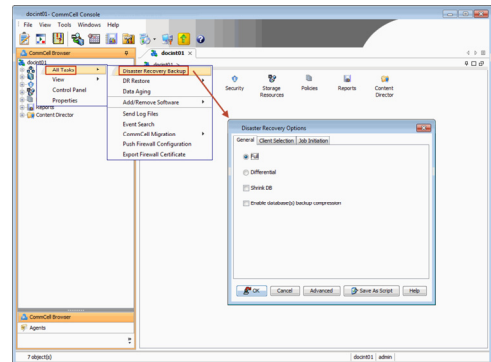 docint01- CommCell Console
File View Tools Windows Help
CommCell Browser
docint01
docint01
docint01 >
All Tasks
View
Control Panel
Properties
Reports
Content Director
Disaster Recovery Backup
DR Restore
Data Aging
Add/Remove Software
Send Log Files
Event Search
CommCell Migration
Push Firewall Configuration
Export Firewall Certificate
Security
Storage Resources
Policies
Reports
Content Director
Disaster Recovery Options
General Client Selection Job Initiation
Full
Differential
Shrink DB
Enable database(s) backup compression
OK Cancel Advanced Save As Script Help
CommCell Browser
Agents
7 object(s)
docint01 admin